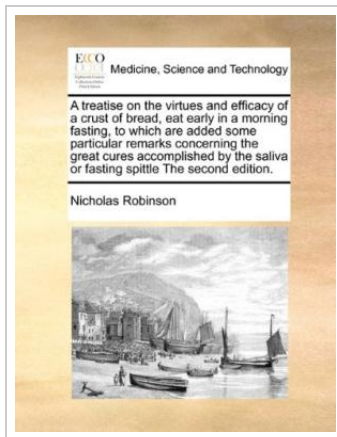 ECCO
Medicine, Science and Technology
A treatise on the virtues and efficacy of
a crust of bread, eat early in a morning
fasting, to which are added some
particular remarks concerning the
great cures accomplished by the saliva
or fasting spittle The second edition.
Nicholas Robinson